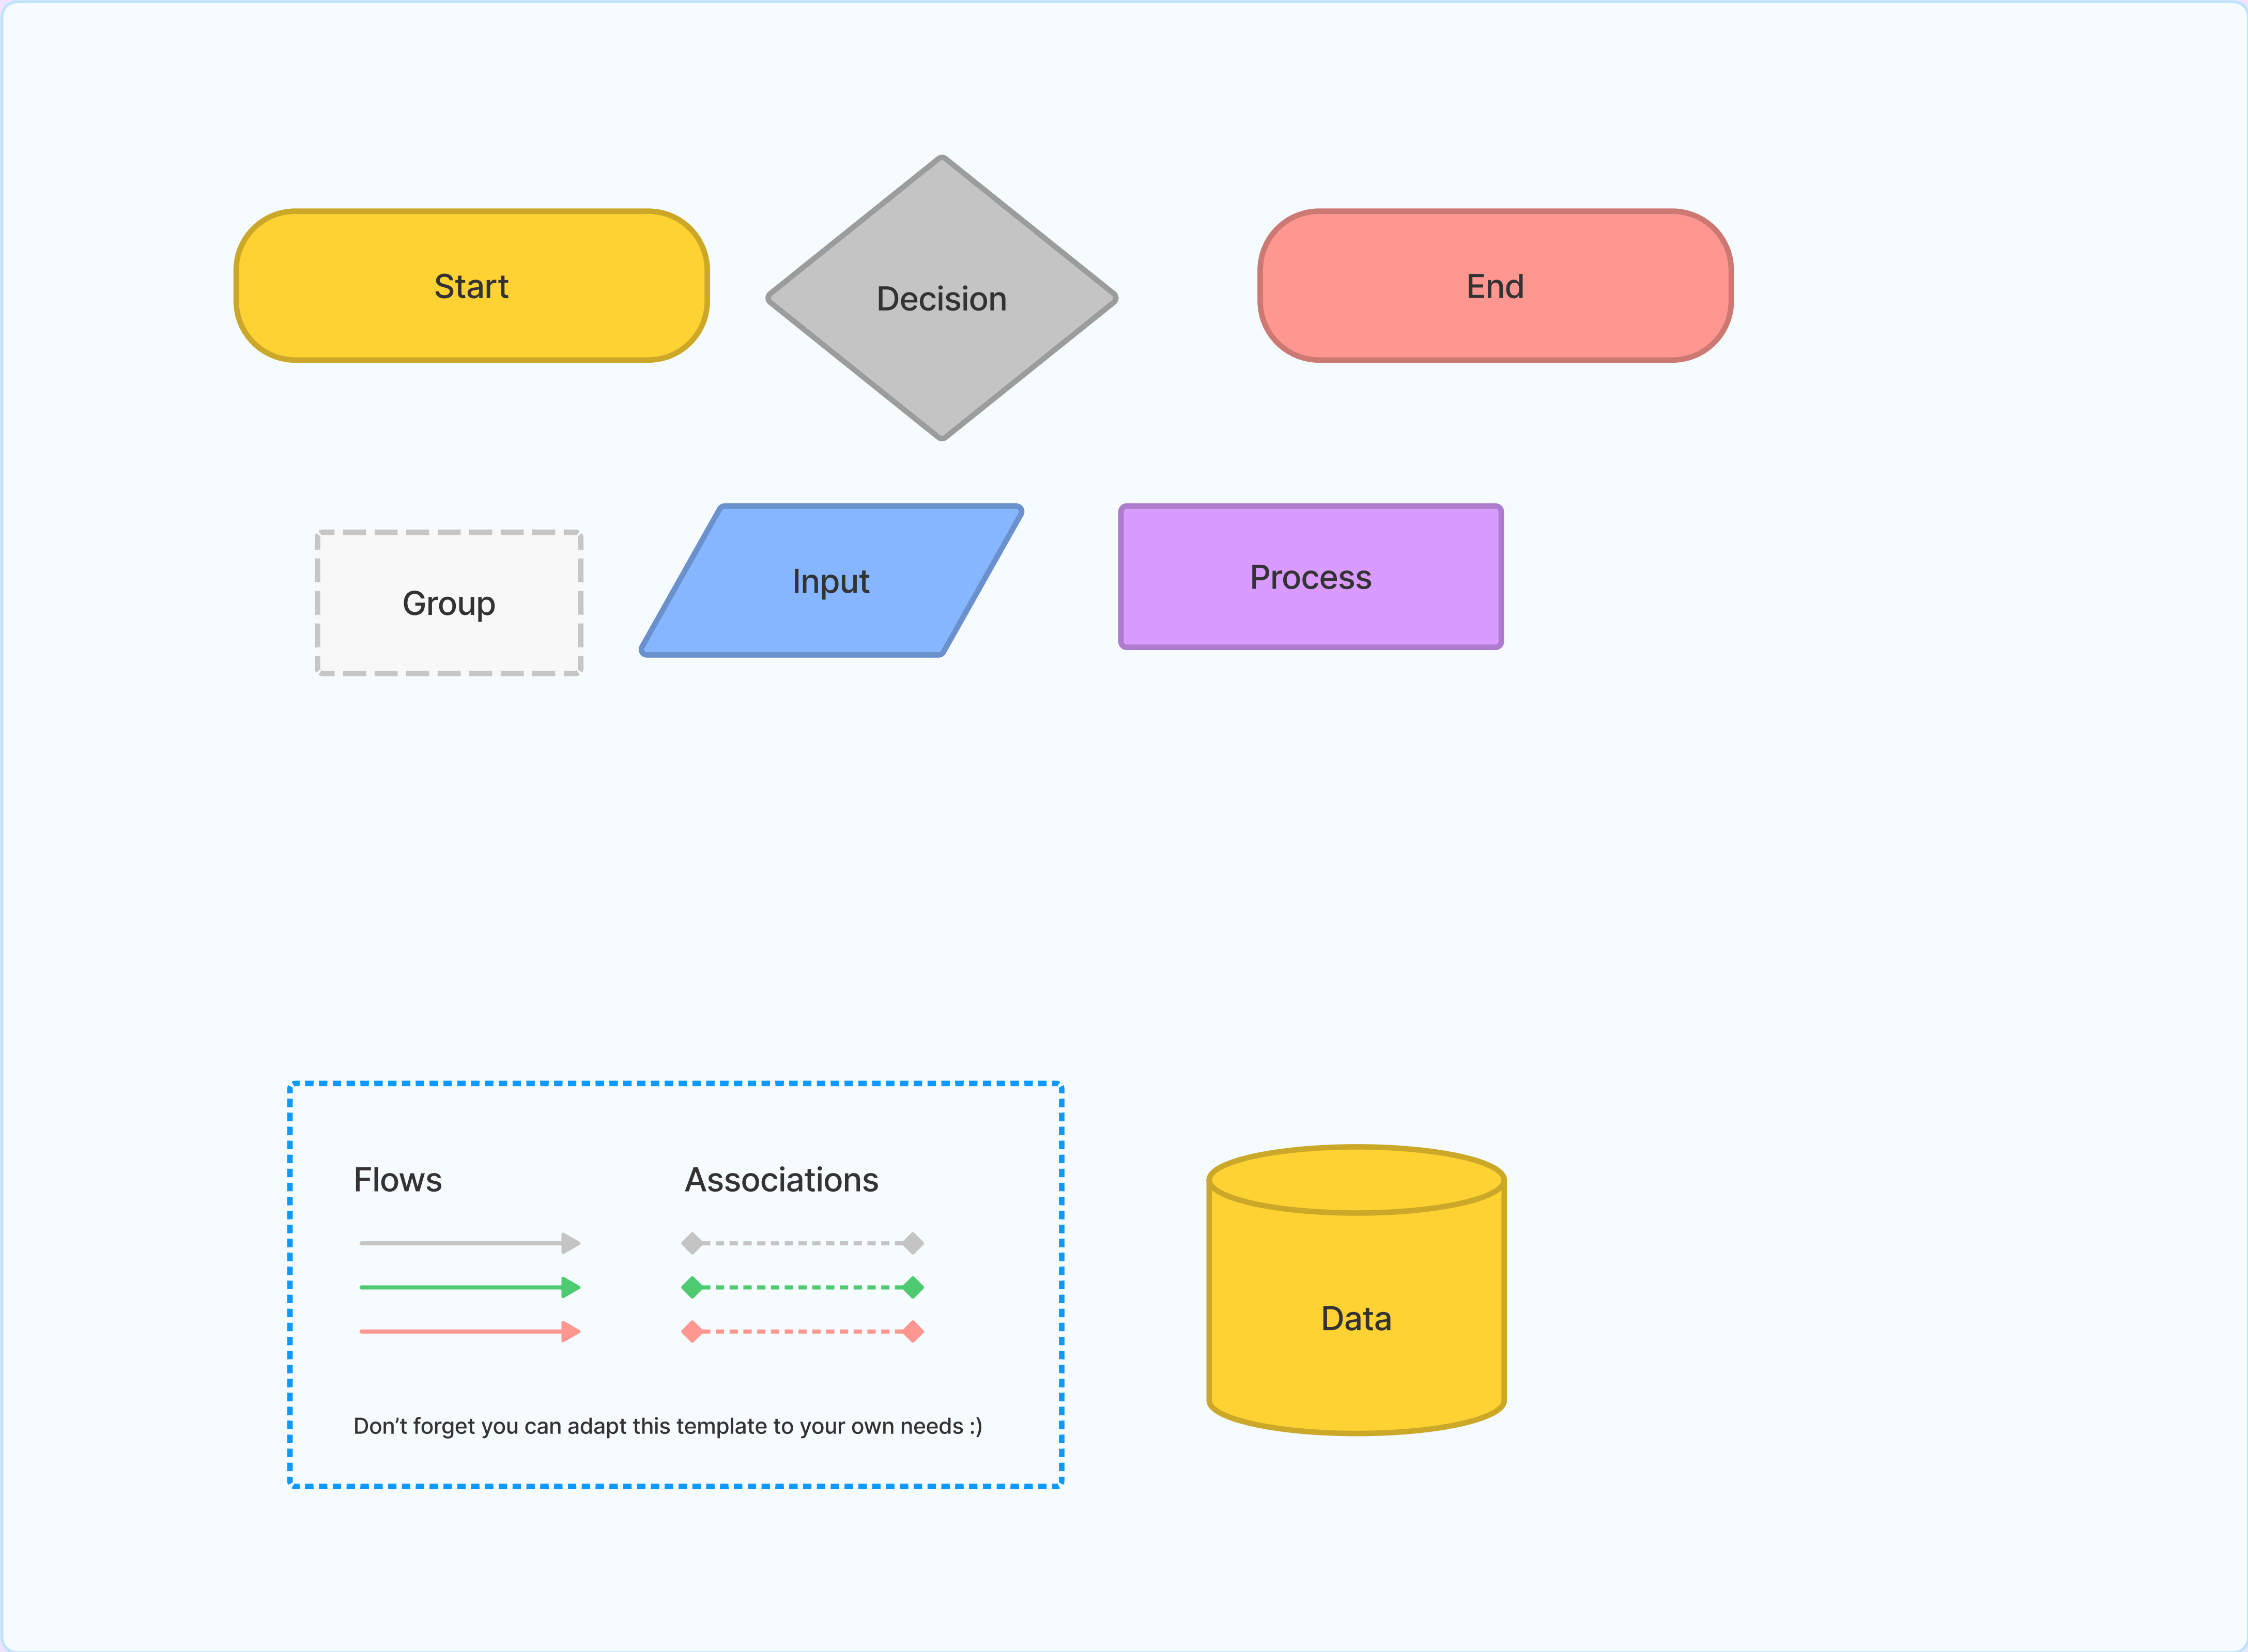 Start
Decision
End
Group
Input
Process
Flows
Associations
Don’t forget you can adapt this template to your own needs :)
Data